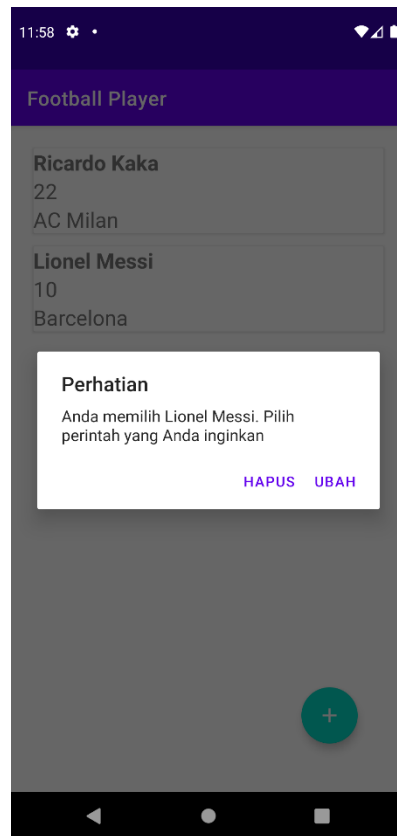 11:58
Football Player
Ricardo Kaka
22
AC Milan
Lionel Messi
10
Barcelona
Perhatian
Anda memilih Lionel Messi. Pilih
perintah yang Anda inginkan
HAPUS UBAH
+